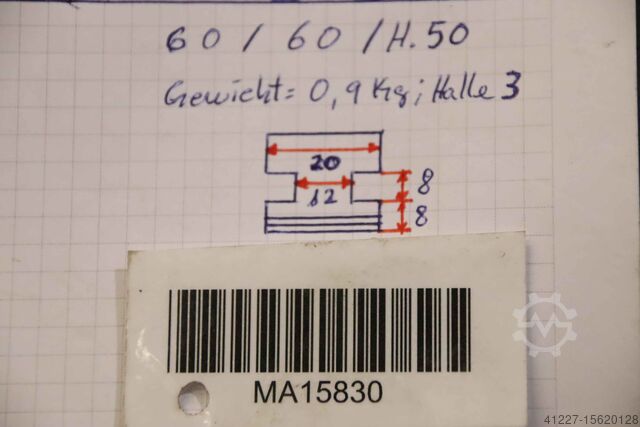 60 / 60 / H. 50
Gewicht = 0,9 Kg; Halle 3
20
12
8
8
MA15830
41227-15620128